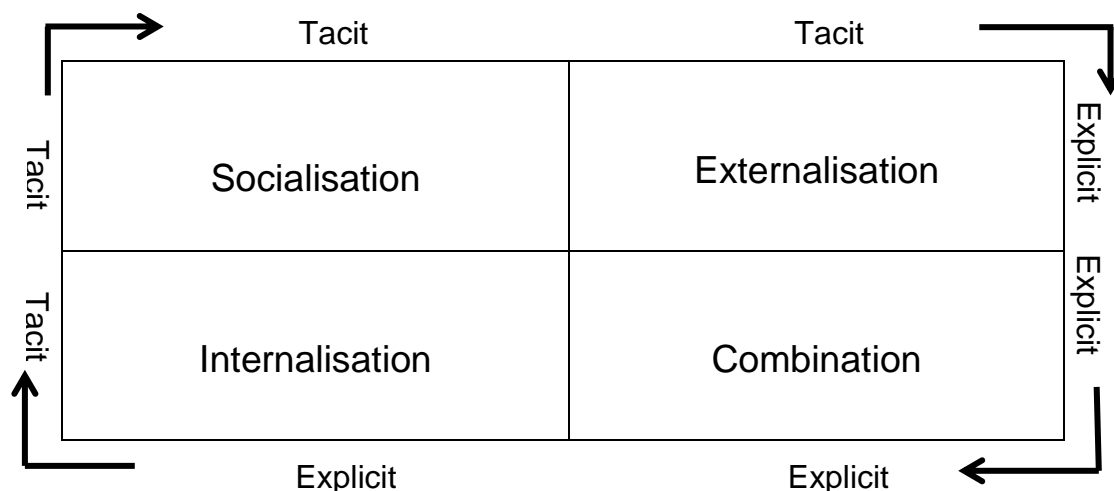 Tacit
Tacit
Tacit
Socialisation
Externalisation
Explicit
Tacit
Internalisation
Combination
Explicit
Explicit
Explicit